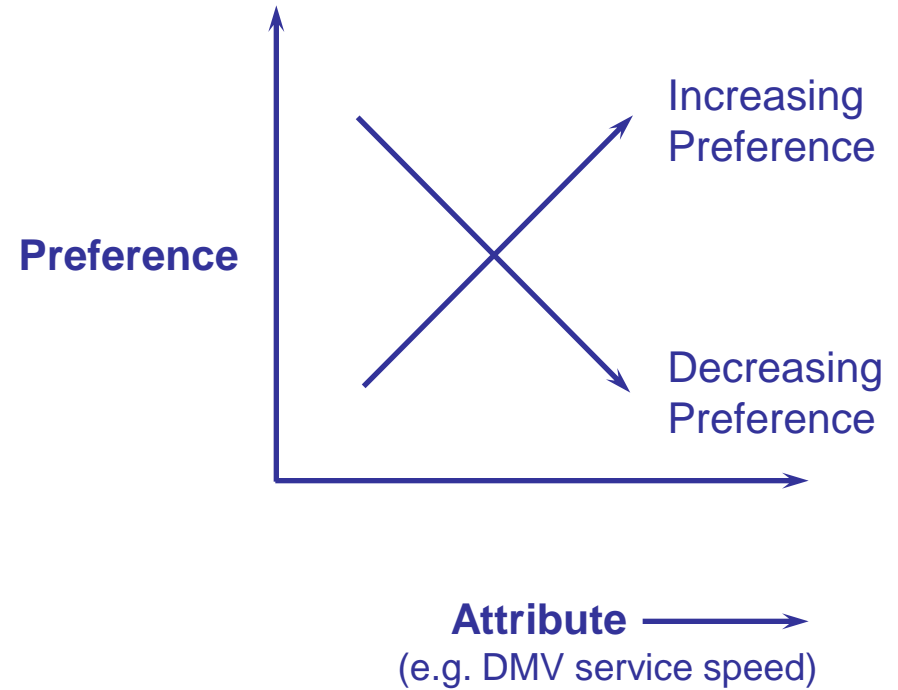 Increasing
Preference
Preference
Decreasing
Preference
Attribute
(e.g. DMV service speed)